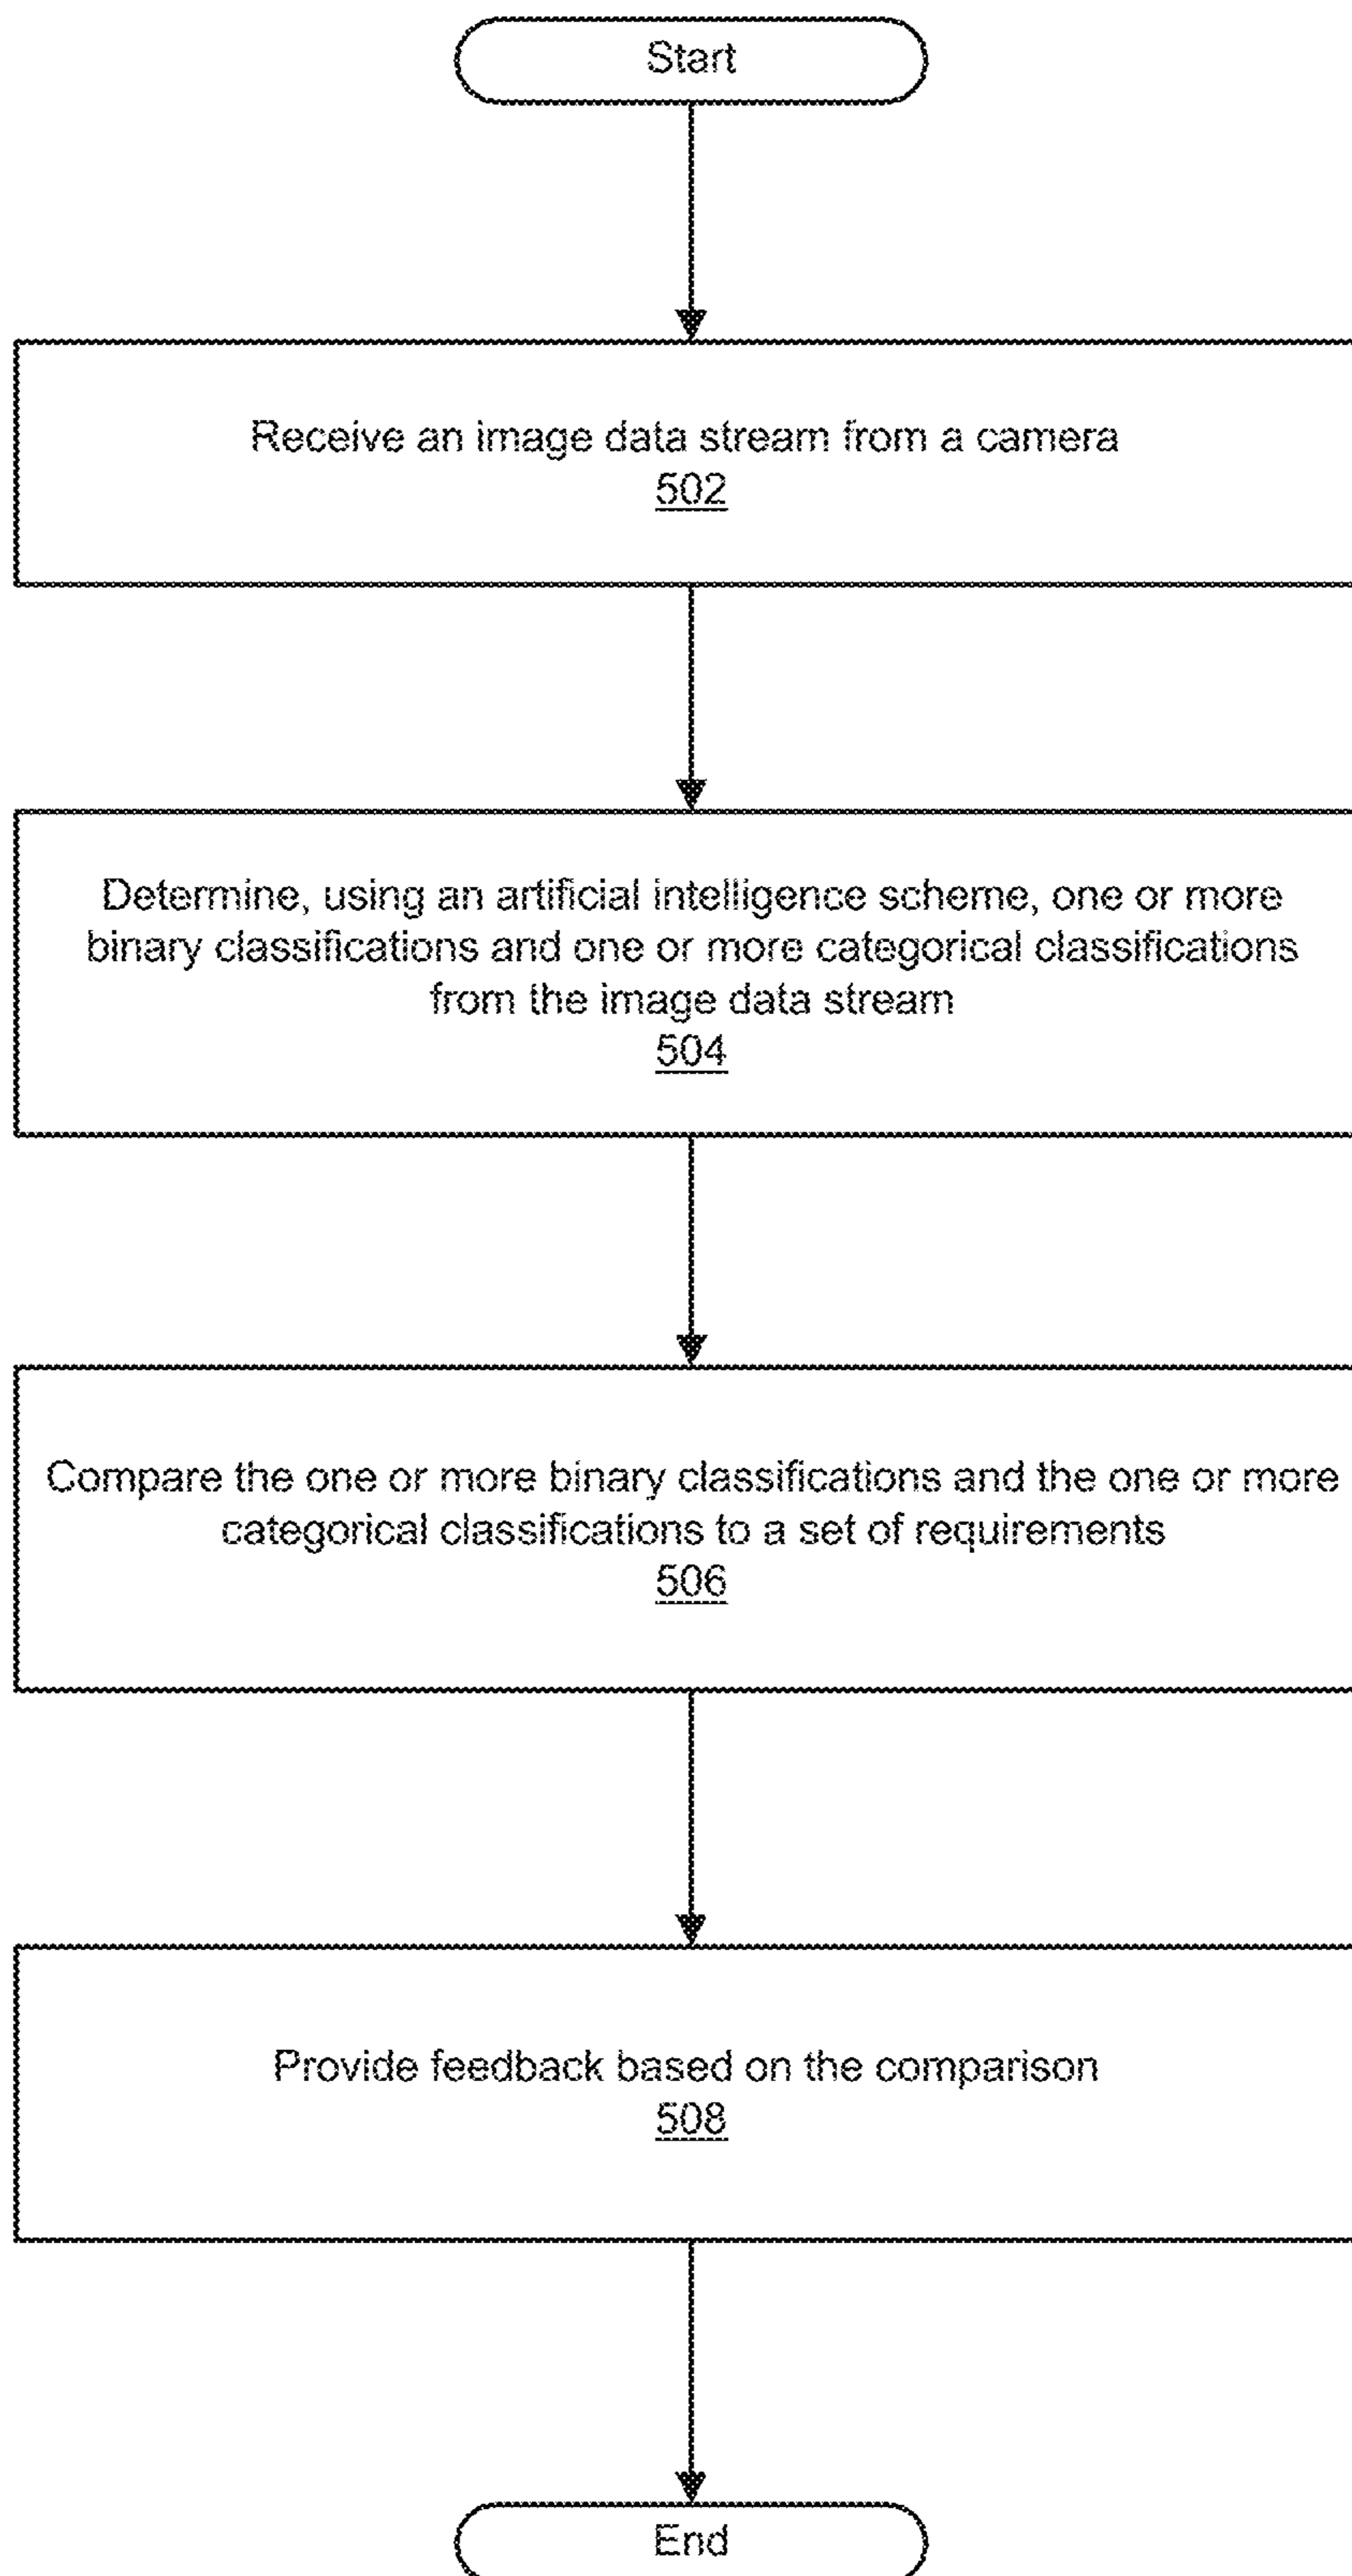 Start
Receive an image data stream from a camera
502
Determine, using an artificial intelligence scheme, one or more
binary classifications and one or more categorical classifications
from the image data stream
504
Compare the one or more binary classifications and the one or more
categorical classifications to a set of requirements
506
Provide feedback based on the comparison
508
End